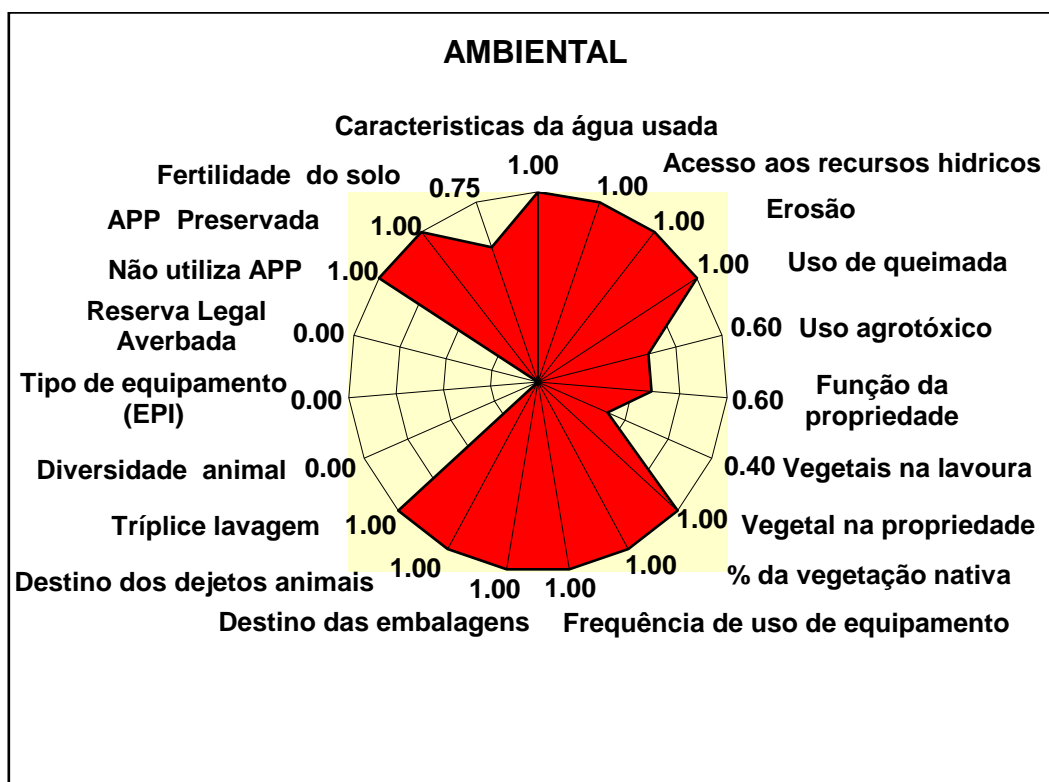 AMBIENTAL
Caracteristicas da água usada
1.00
Acesso aos recursos hidricos
1.00
Erosão
1.00
Uso de queimada
1.00
Uso agrotóxico
0.60
Função da
propriedade
0.60
Vegetais na lavoura
0.40
Vegetal na propriedade
1.00
% da vegetação nativa
1.00
Frequência de uso de equipamento
1.00
Destino das embalagens
1.00
Destino dos dejetos animais
1.00
Tríplice lavagem
1.00
Diversidade animal
0.00
Tipo de equipamento
(EPI)
0.00
Reserva Legal
Averbada
0.00
Não utiliza APP
1.00
APP Preservada
1.00
Fertilidade do solo
0.75